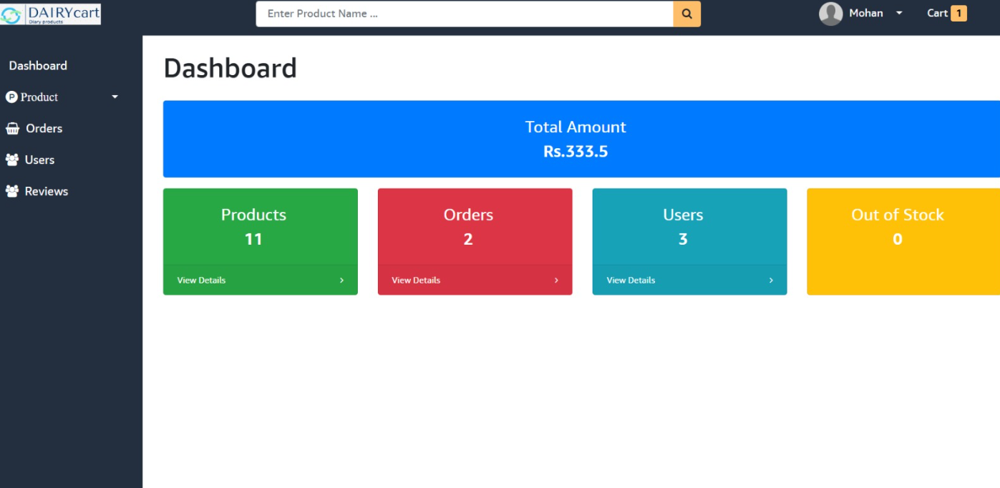 DAIRYcart
Diary products
Enter Product Name ...
Mohan
Cart 1
Dashboard
P Product
Orders
Users
Reviews
Dashboard
Total Amount
Rs.333.5
Products
11
View Details
Orders
2
View Details
Users
3
View Details
Out of Stock
0